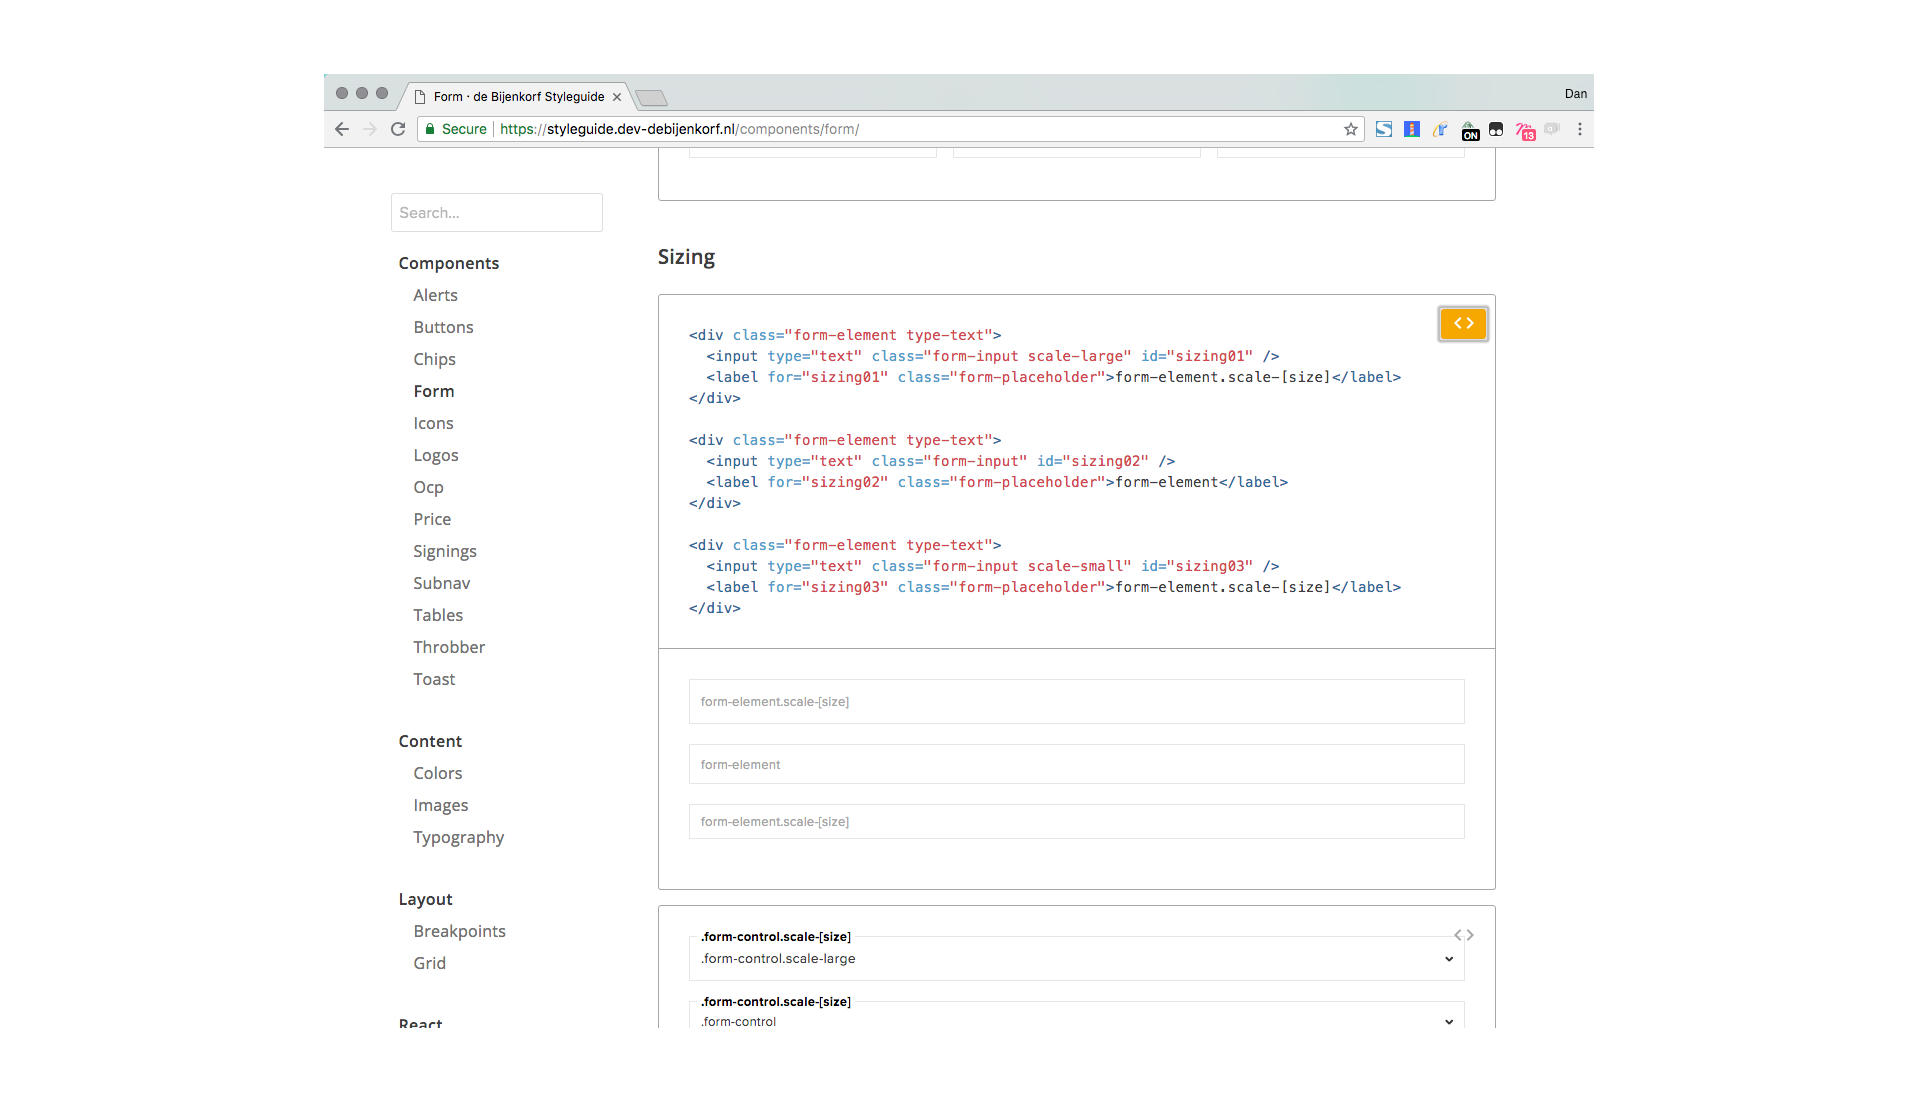 Form · de Bijenkorf Styleguide
Dan
Secure https://styleguide.dev-debijenkorf.nl/components/form/
ON
13
Search...
Components
Alerts
Buttons
Chips
Form
Icons
Logos
Ocp
Price
Signings
Subnav
Tables
Throbber
Toast
Content
Colors
Images
Typography
Layout
Breakpoints
Grid
React
Sizing
<div class="form-element type-text">
<input type="text" class="form-input scale-large" id="sizing01" />
<label for="sizing01" class="form-placeholder">form-element.scale-[size]</label>
</div>
<div class="form-element type-text">
<input type="text" class="form-input" id="sizing02" />
<label for="sizing02" class="form-placeholder">form-element</label>
</div>
<div class="form-element type-text">
<input type="text" class="form-input scale-small" id="sizing03" />
<label for="sizing03" class="form-placeholder">form-element.scale-[size]</label>
</div>
form-element.scale-[size]
form-element
form-element.scale-[size]
.form-control.scale-[size]
.form-control.scale-large
.form-control.scale-[size]
.form-control